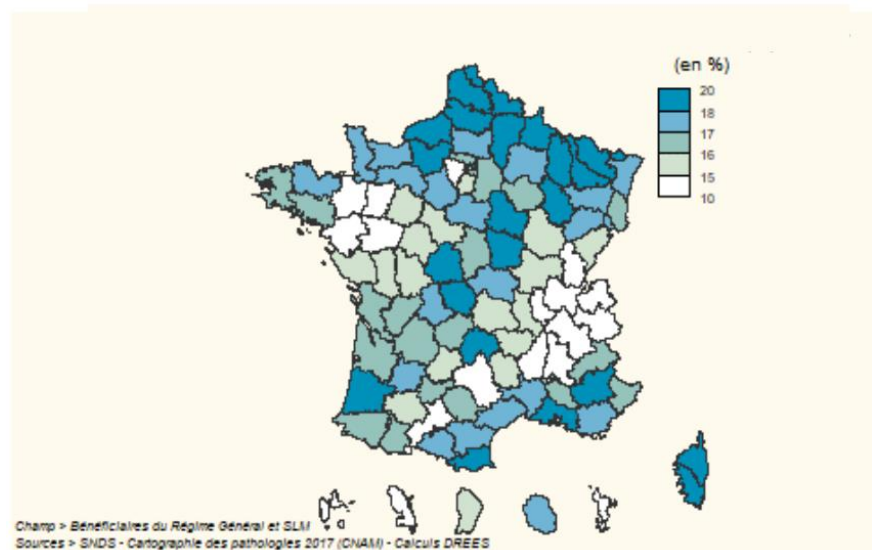 (en %)
20
18
17
16
15
10
Champ > Bénéficiaires du Régime Général et SLM
Sources > SNDS - Cartographie des pathologies 2017 (CNAM) - Calculs DREES